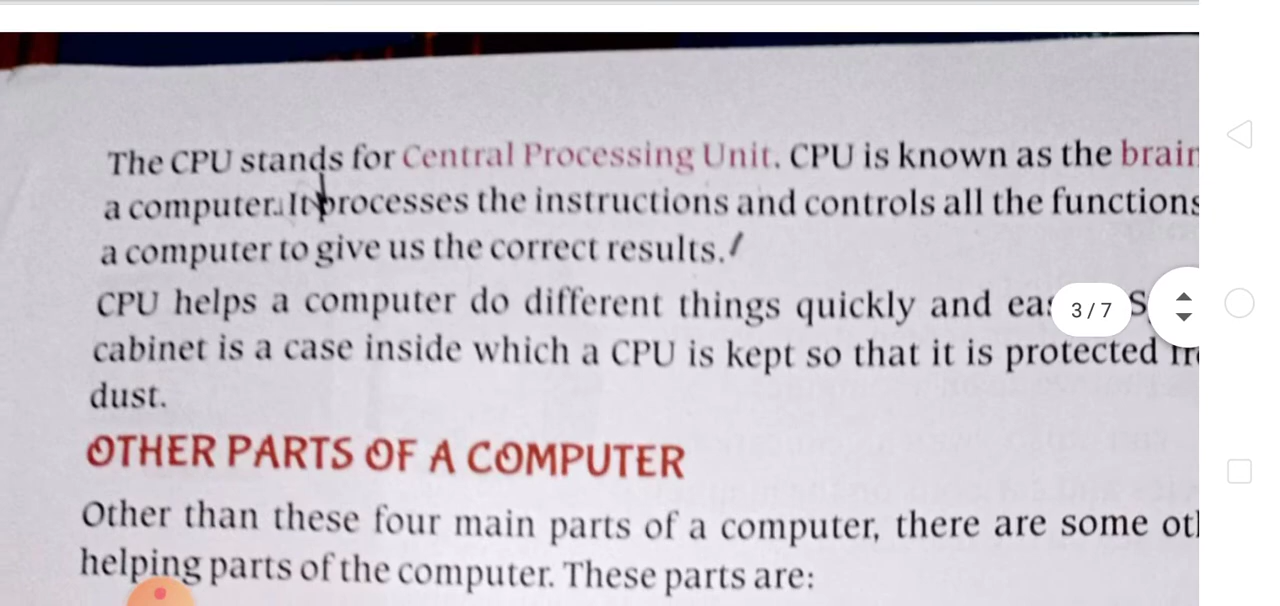 The CPU stands for Central Processing Unit. CPU is known as the brain
a computer. It processes the instructions and controls all the functions
a computer to give us the correct results.
CPU helps a computer do different things quickly and
cabinet is a case inside which a CPU is kept so that it is protected
dust.
OTHER PARTS OF A COMPUTER
Other than these four main parts of a computer, there are some
helping parts of the computer. These parts are:
3 / 7